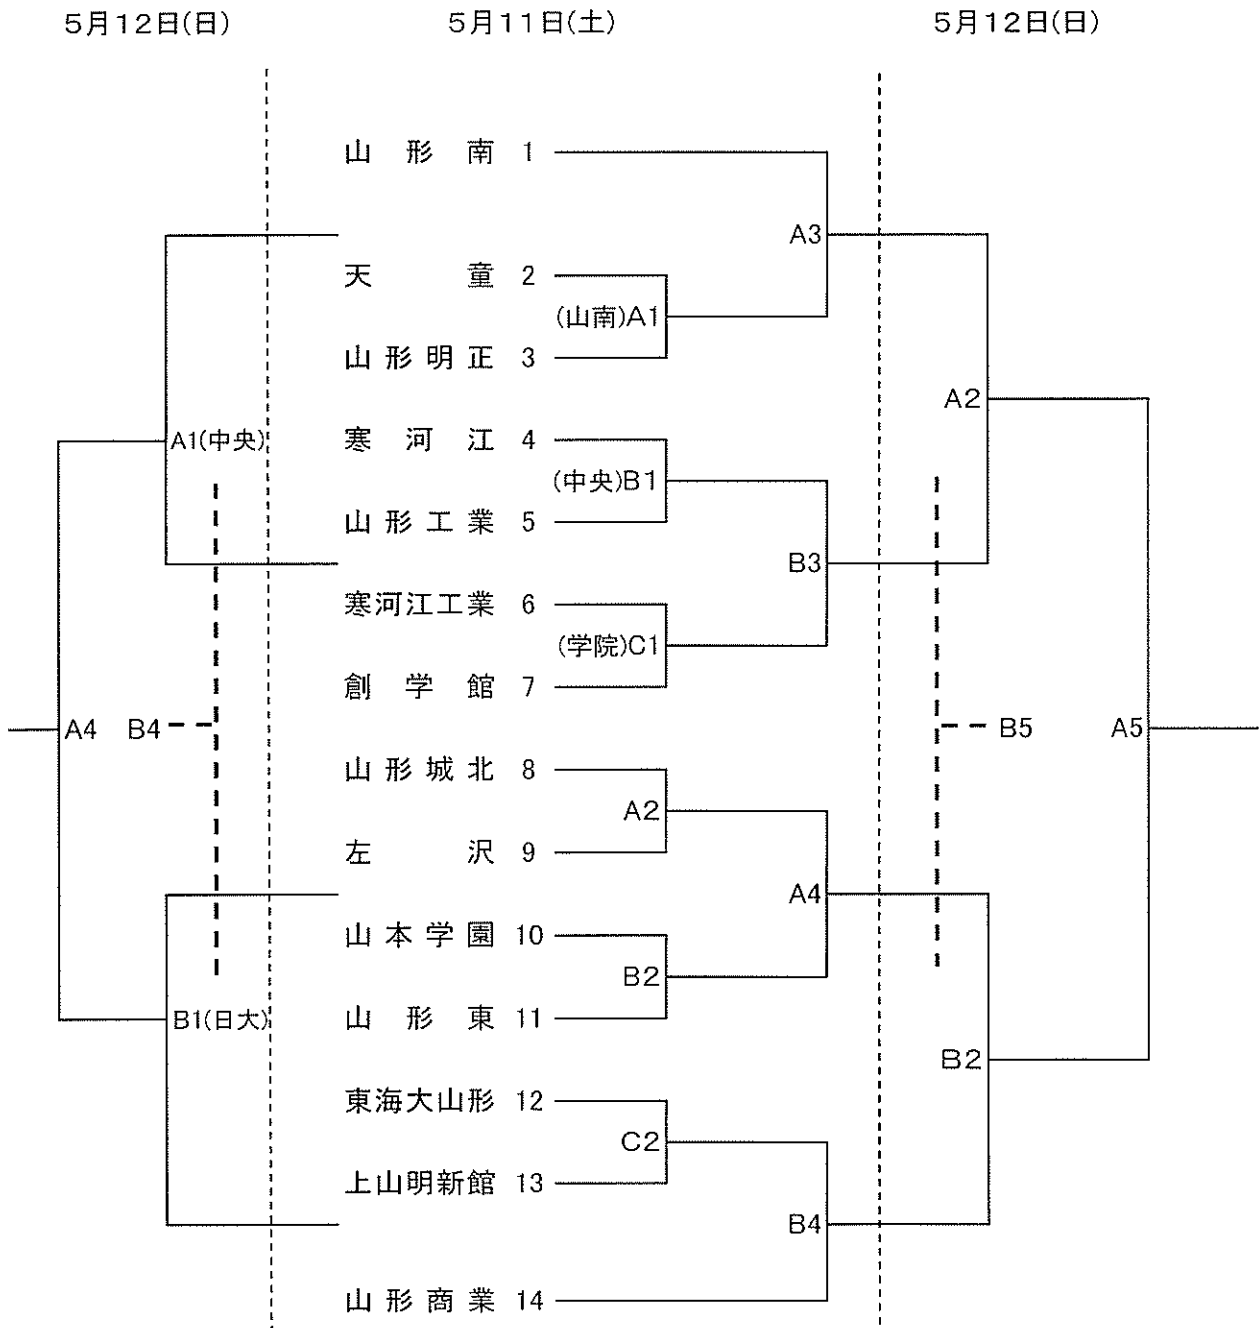 5月12日(日) 5月11日(土) 5月12日(日)
山形南 1
A3
天童 2
(山南)A1
山形明正 3
A2
A1(中央) 寒河江 4
(中央)B1
山形工業 5
B3
寒河江工業 6
(学院)C1
創学館 7
A4 B4 B5 A5
山形城北 8
A2
左沢 9
A4
山本学園 10
B2
B1(日大) 山形東 11
B2
東海大山形 12
C2
上山明新館 13
B4
山形商業 14